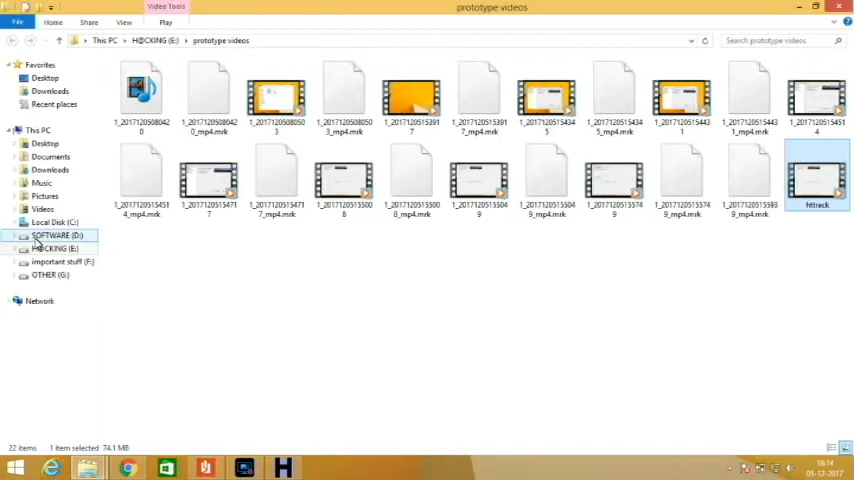 Video Tools
prototype videos
File
Home
Share
View
Play
This PC
H@CKING (E:)
prototype videos
Search prototype videos
Favorites
Desktop
Downloads
Recent places
This PC
Desktop
Documents
Downloads
Music
Pictures
Videos
Local Disk (C:)
SOFTWARE (D:)
H@CKING (E:)
important stuff (F:)
OTHER (G:)
Network
1_2017120508042
0
1_2017120508042
0_mp4.mrk
1_2017120508050
3
1_2017120508050
3_mp4.mrk
1_2017120515391
7
1_2017120515391
7_mp4.mrk
1_2017120515434
5
1_2017120515434
5_mp4.mrk
1_2017120515443
1
1_2017120515443
1_mp4.mrk
1_2017120515451
4
1_2017120515451
4_mp4.mrk
1_2017120515471
7
1_2017120515471
7_mp4.mrk
1_2017120515500
8
1_2017120515500
8_mp4.mrk
1_2017120515504
9
1_2017120515504
9_mp4.mrk
1_2017120515574
9
1_2017120515574
9_mp4.mrk
1_2017120515593
9_mp4.mrk
httrack
22 items
1 item selected 74.1 MB
16:14
05-12-2017